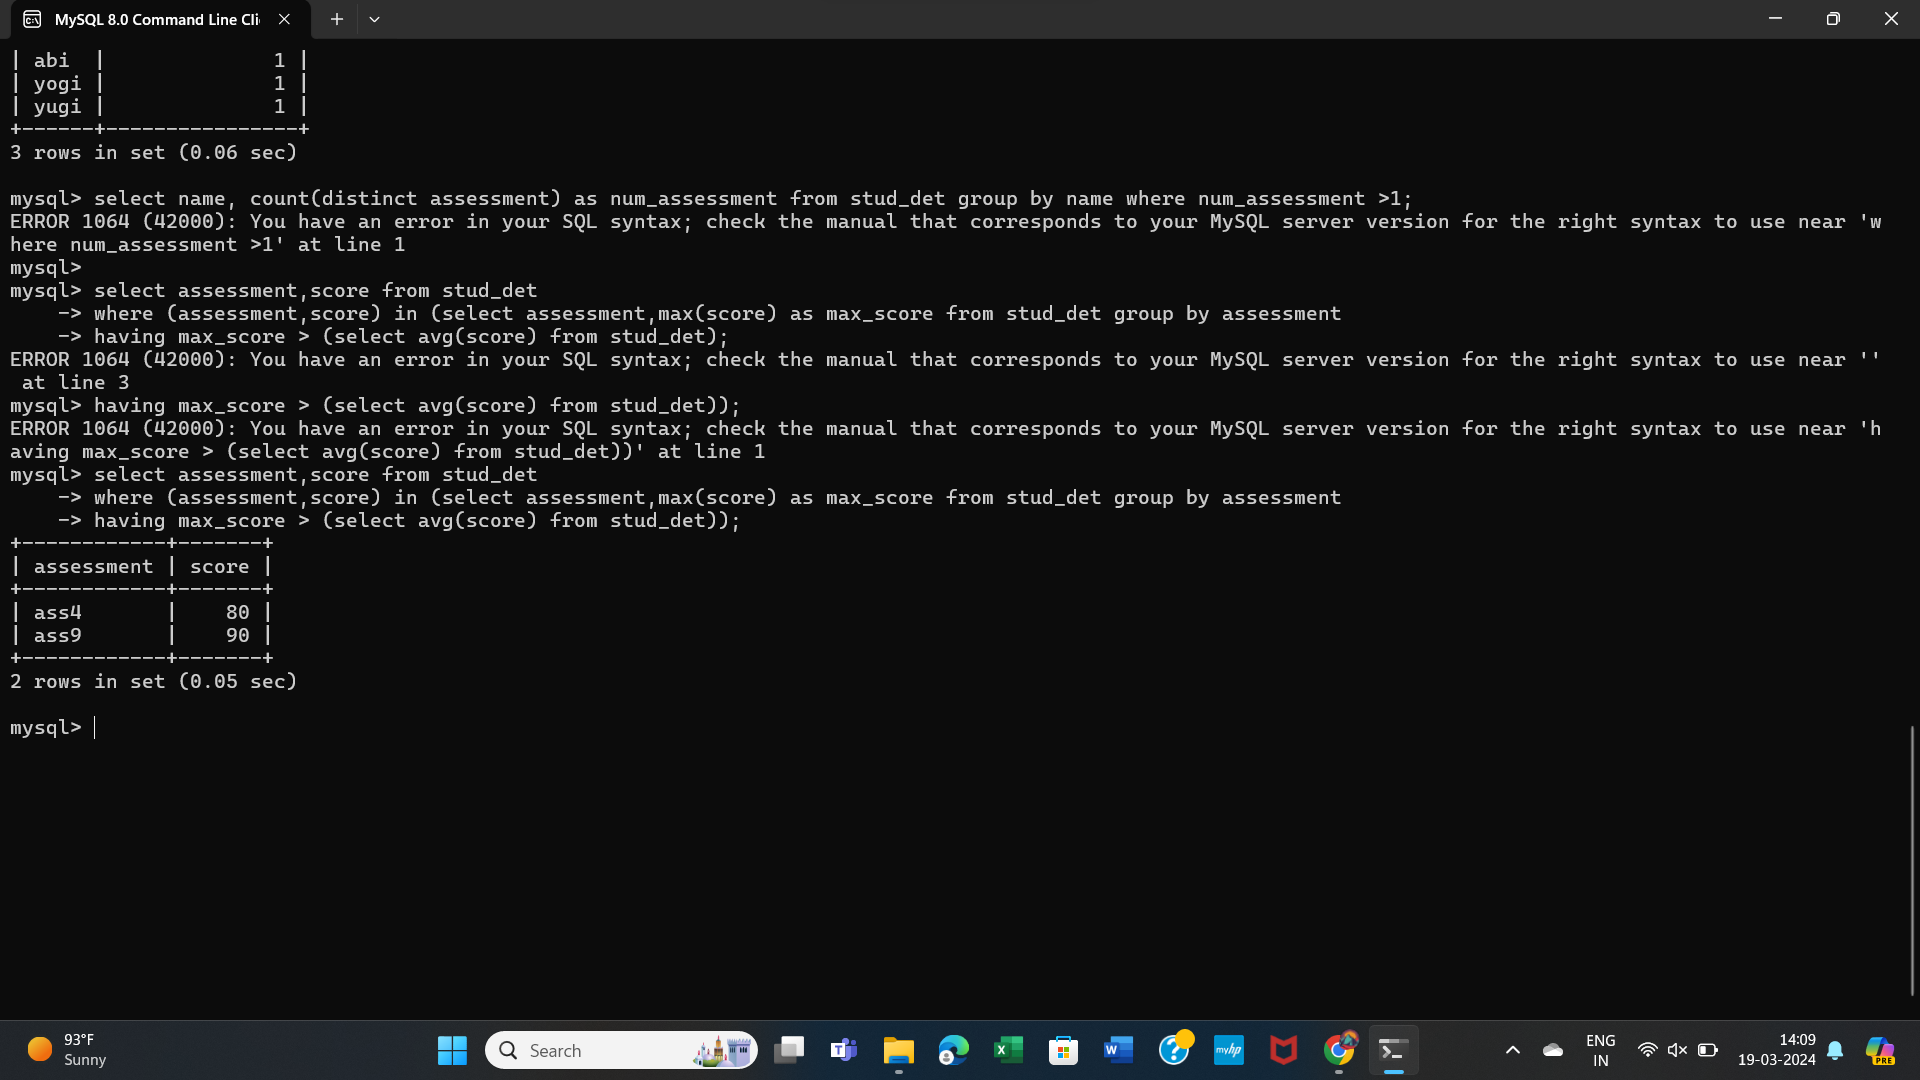 MySQL 8.0 Command Line Cli
| abi  |              1 |
| yogi |              1 |
| yugi |              1 |
+------+----------------+
3 rows in set (0.06 sec)
mysql> select name, count(distinct assessment) as num_assessment from stud_det group by name where num_assessment >1;
ERROR 1064 (42000): You have an error in your SQL syntax; check the manual that corresponds to your MySQL server version for the right syntax to use near 'w
here num_assessment >1' at line 1
mysql>
mysql> select assessment,score from stud_det
    -> where (assessment,score) in (select assessment,max(score) as max_score from stud_det group by assessment
    -> having max_score > (select avg(score) from stud_det);
ERROR 1064 (42000): You have an error in your SQL syntax; check the manual that corresponds to your MySQL server version for the right syntax to use near ''
 at line 3
mysql> having max_score > (select avg(score) from stud_det));
ERROR 1064 (42000): You have an error in your SQL syntax; check the manual that corresponds to your MySQL server version for the right syntax to use near 'h
aving max_score > (select avg(score) from stud_det))' at line 1
mysql> select assessment,score from stud_det
    -> where (assessment,score) in (select assessment,max(score) as max_score from stud_det group by assessment
    -> having max_score > (select avg(score) from stud_det));
+------------+-------+
| assessment | score |
+------------+-------+
| ass4       |    80 |
| ass9       |    90 |
+------------+-------+
2 rows in set (0.05 sec)
mysql>
93°F
Sunny
Search
myhp
ENG
IN
14:09
19-03-2024
PRE